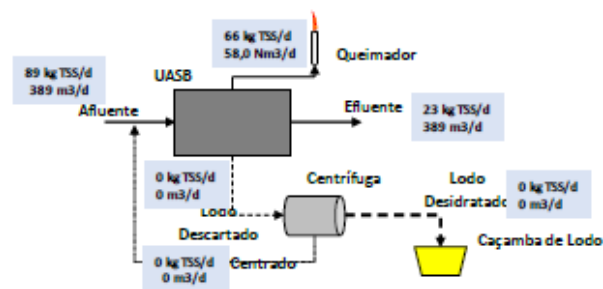 66 kg TSS/d
58,0 Nm3/d
Queimador
89 kg TSS/d
389 m3/d
UASB
Afluente
Efluente
23 kg TSS/d
389 m3/d
0 kg TSS/d
0 m3/d
Centrífuga
Lodo
Desidratado
0 kg TSS/d
0 m3/d
Lodo
Descartado
Caçamba de Lodo
0 kg TSS/d
0 m3/d
Centrado